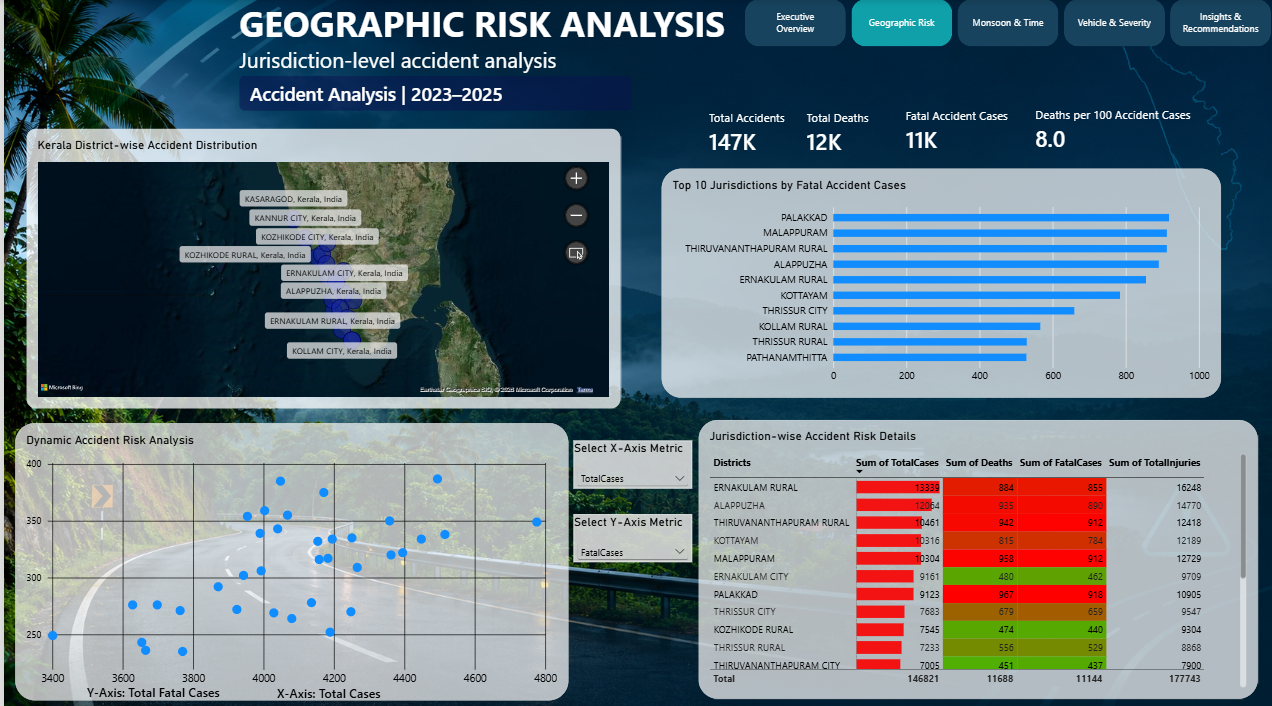 GEOGRAPHIC RISK ANALYSIS
Jurisdiction-level accident analysis
Accident Analysis | 2023–2025
Executive
Overview
Geographic Risk
Monsoon & Time
Vehicle & Severity
Insights &
Recommendations
Total Accidents
147K
Total Deaths
12K
Fatal Accident Cases
11K
Deaths per 100 Accident Cases
8.0
Kerala District-wise Accident Distribution
KASARAGOD, Kerala, India
KANNUR CITY, Kerala, India
KOZHIKODE CITY, Kerala, India
KOZHIKODE RURAL, Kerala, India
ERNAKULAM CITY, Kerala, India
ALAPPUZHA, Kerala, India
ERNAKULAM RURAL, Kerala, India
KOLLAM CITY, Kerala, India
Microsoft Bing
Earthstar Geographics SIO, © 2026 Microsoft Corporation Terms
Top 10 Jurisdictions by Fatal Accident Cases
PALAKKAD
MALAPPURAM
THIRUVANANTHAPURAM RURAL
ALAPPUZHA
ERNAKULAM RURAL
KOTTAYAM
THRISSUR CITY
KOLLAM RURAL
THRISSUR RURAL
PATHANAMTHITTA
0 200 400 600 800 1000
Dynamic Accident Risk Analysis
400
350
300
250
3400 3600 3800 4000 4200 4400 4600 4800
Y-Axis: Total Fatal Cases X-Axis: Total Cases
Select X-Axis Metric
TotalCases
Select Y-Axis Metric
FatalCases
Jurisdiction-wise Accident Risk Details
Districts Sum of TotalCases Sum of Deaths Sum of FatalCases Sum of TotalInjuries
ERNAKULAM RURAL 13339 884 855 16248
ALAPPUZHA 12064 935 890 14770
THIRUVANANTHAPURAM RURAL 10461 942 912 12418
KOTTAYAM 10316 815 784 12189
MALAPPURAM 10304 958 912 12729
ERNAKULAM CITY 9161 480 462 9709
PALAKKAD 9123 967 918 10905
THRISSUR CITY 7683 679 659 9547
KOZHIKODE RURAL 7545 474 440 9304
THRISSUR RURAL 7233 556 529 8868
THIRUVANANTHAPURAM CITY 7005 451 437 7900
Total 146821 11688 11144 177743